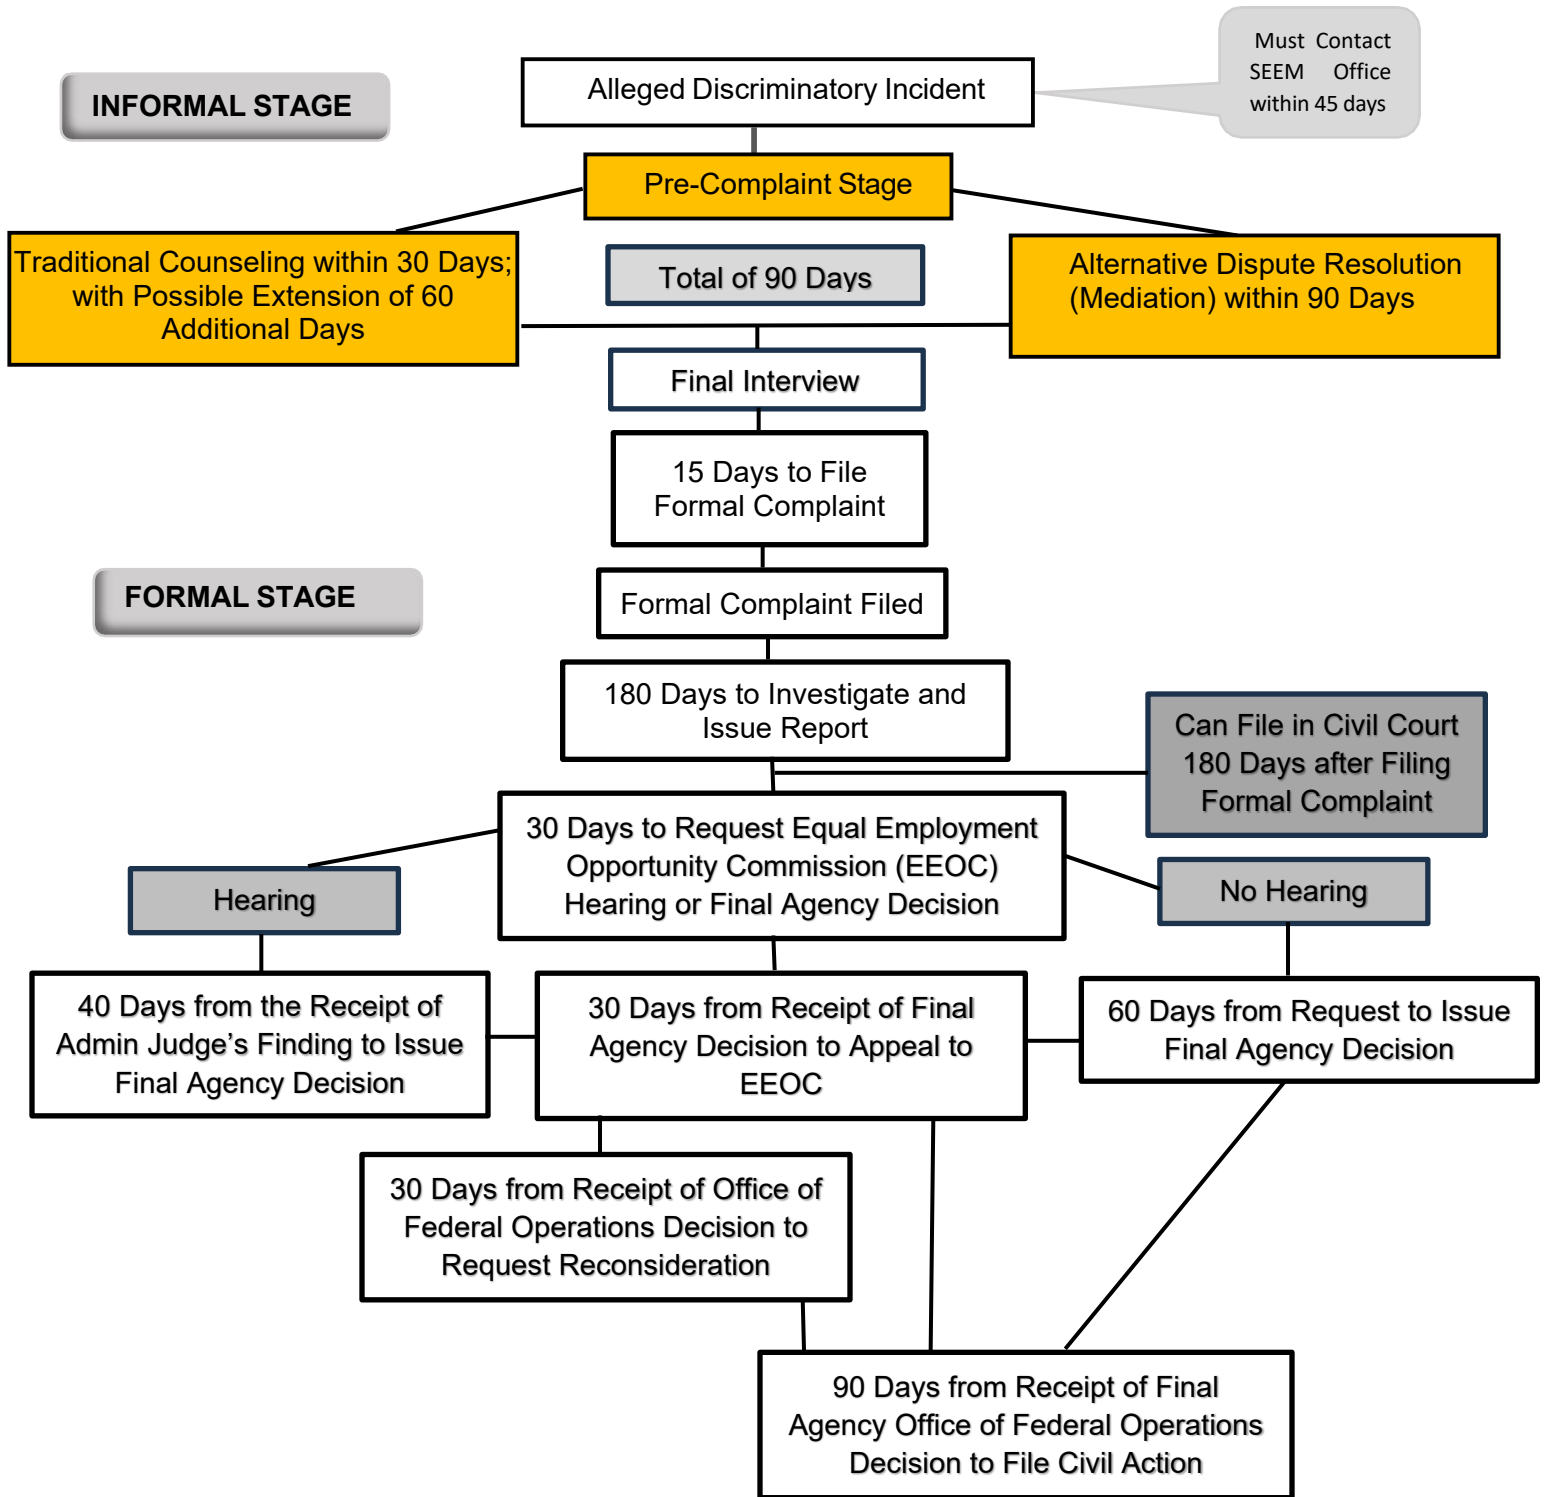 Must Contact
SEEM Office
within 45 days
INFORMAL STAGE
Alleged Discriminatory Incident
Pre-Complaint Stage
Traditional Counseling within 30 Days;
with Possible Extension of 60
Additional Days
Total of 90 Days
Alternative Dispute Resolution
(Mediation) within 90 Days
Final Interview
15 Days to File
Formal Complaint
FORMAL STAGE
Formal Complaint Filed
180 Days to Investigate and
Issue Report
Can File in Civil Court
180 Days after Filing
Formal Complaint
30 Days to Request Equal Employment
Opportunity Commission (EEOC)
Hearing or Final Agency Decision
Hearing
No Hearing
40 Days from the Receipt of
Admin Judge’s Finding to Issue
Final Agency Decision
30 Days from Receipt of Final
Agency Decision to Appeal to
EEOC
60 Days from Request to Issue
Final Agency Decision
30 Days from Receipt of Office of
Federal Operations Decision to
Request Reconsideration
90 Days from Receipt of Final
Agency Office of Federal Operations
Decision to File Civil Action